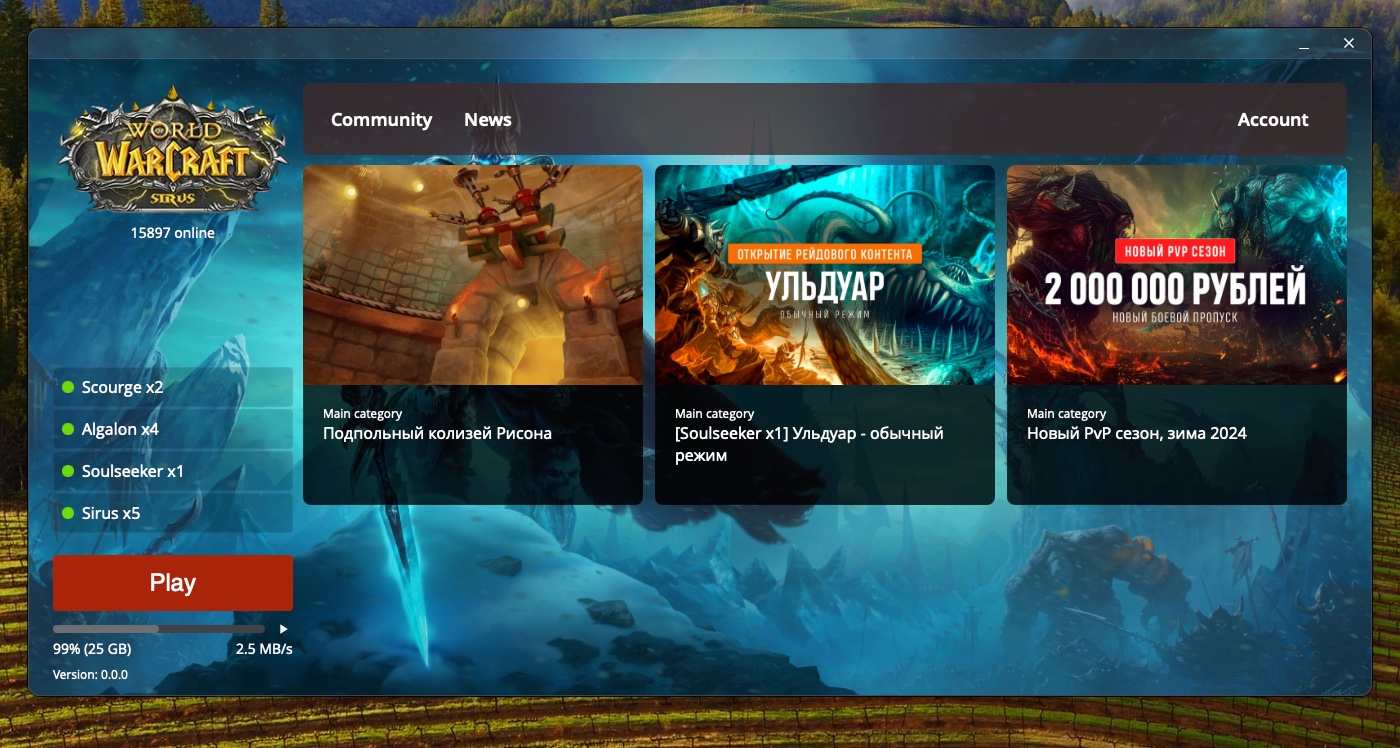 WORLD
WARCRAFT
SIRUS
15897 online
Scourge x2
Algalon x4
Soulseeker x1
Sirus x5
Play
99% (25 GB) 2.5 MB/s
Version: 0.0.0
Community News Account
Main category
Подпольный колизей Рисона
ОТКРЫТИЕ РЕЙДОВОГО КОНТЕНТА
УЛЬДУАР
ОБЫЧНЫЙ РЕЖИМ
Main category
[Soulseeker x1] Ульдуар - обычный
режим
НОВЫЙ PVP СЕЗОН
2 000 000 РУБЛЕЙ
НОВЫЙ БОЕВОЙ ПРОПУСК
Main category
Новый PvP сезон, зима 2024